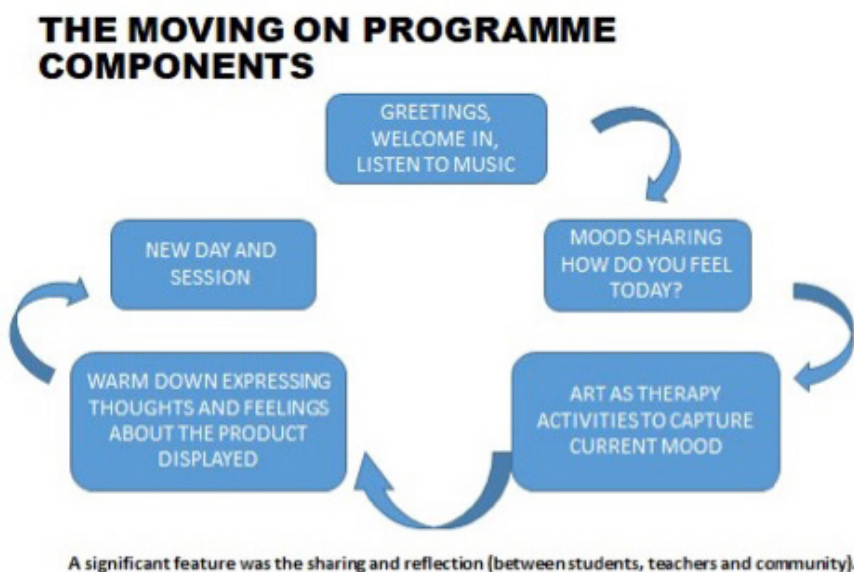 THE MOVING ON PROGRAMME
COMPONENTS
GREETINGS,
WELCOME IN,
LISTEN TO MUSIC
MOOD SHARING
HOW DO YOU FEEL
TODAY?
ART AS THERAPY
ACTIVITIES TO CAPTURE
CURRENT MOOD
WARM DOWN EXPRESSING
THOUGHTS AND FEELINGS
ABOUT THE PRODUCT
DISPLAYED
NEW DAY AND
SESSION
A significant feature was the sharing and reflection (between students, teachers and community).